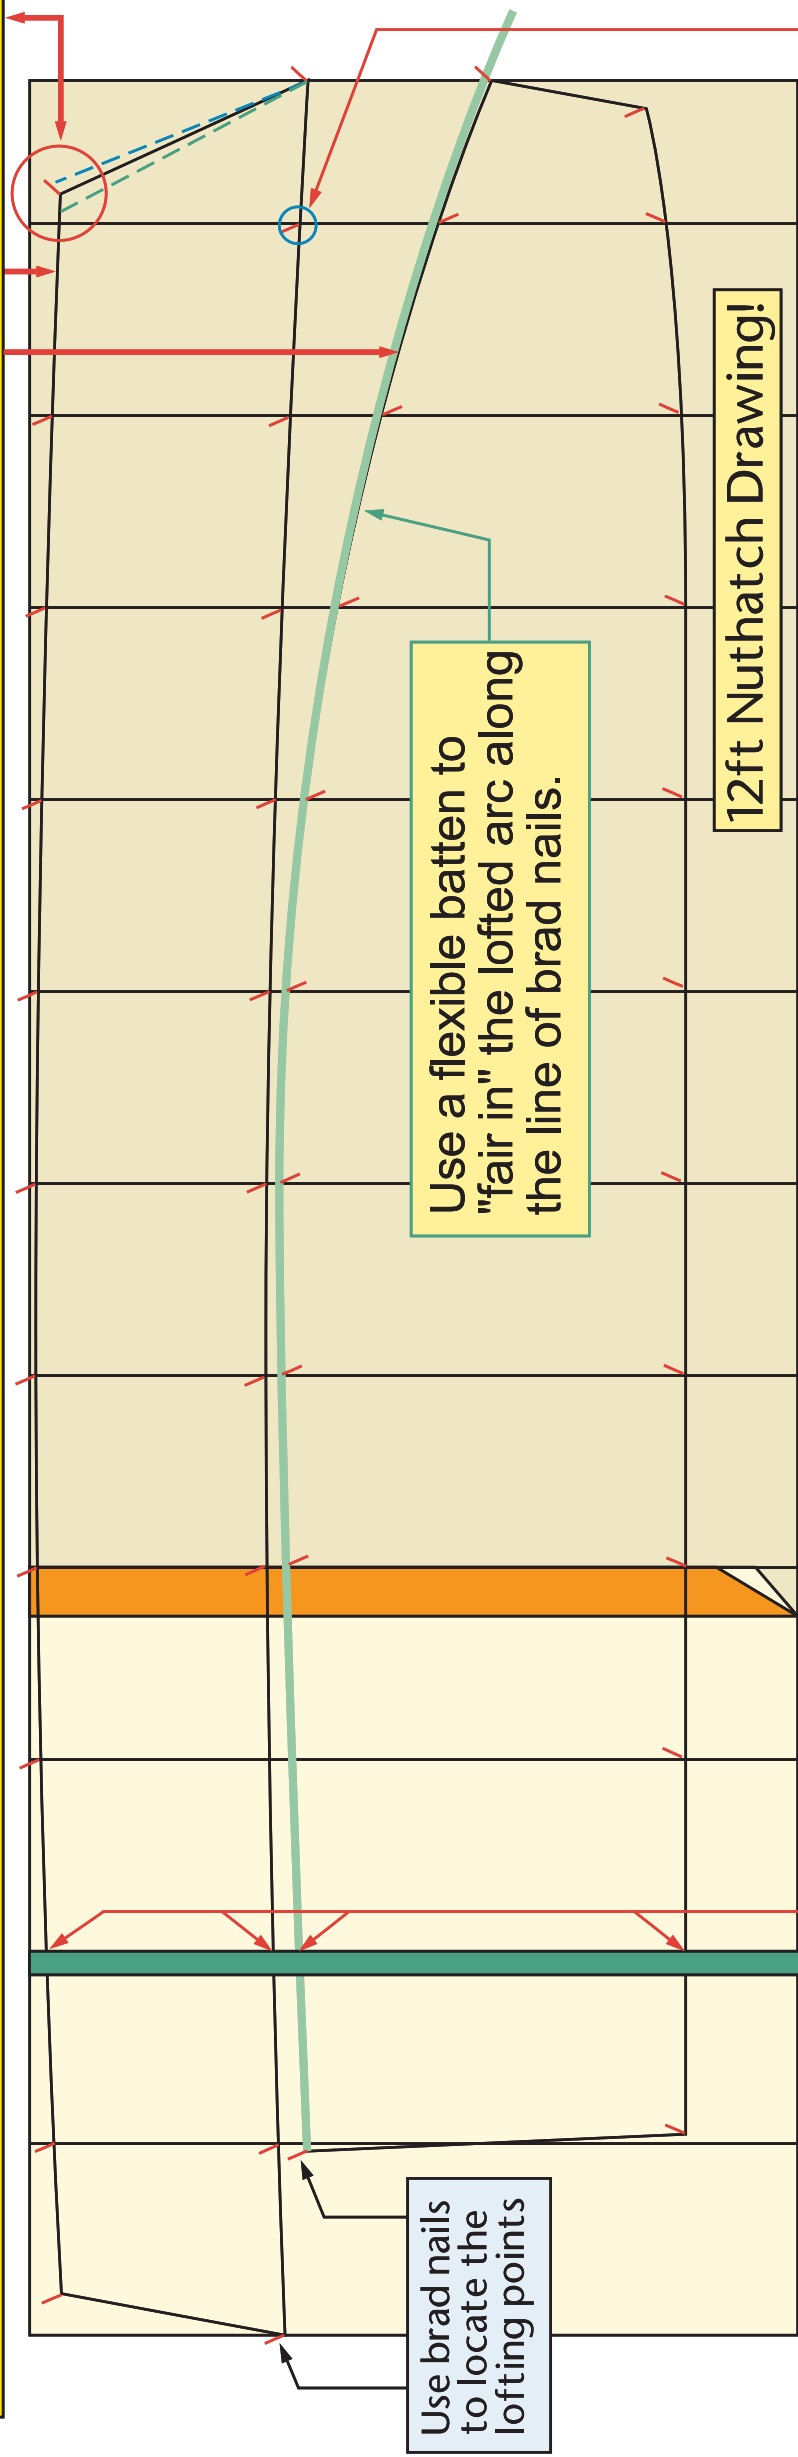 12ft Nuthatch Drawing!
Use a flexible batten to
"fair in" the lofted arc along
the line of brad nails.
Use brad nails
to locate the
lofting points